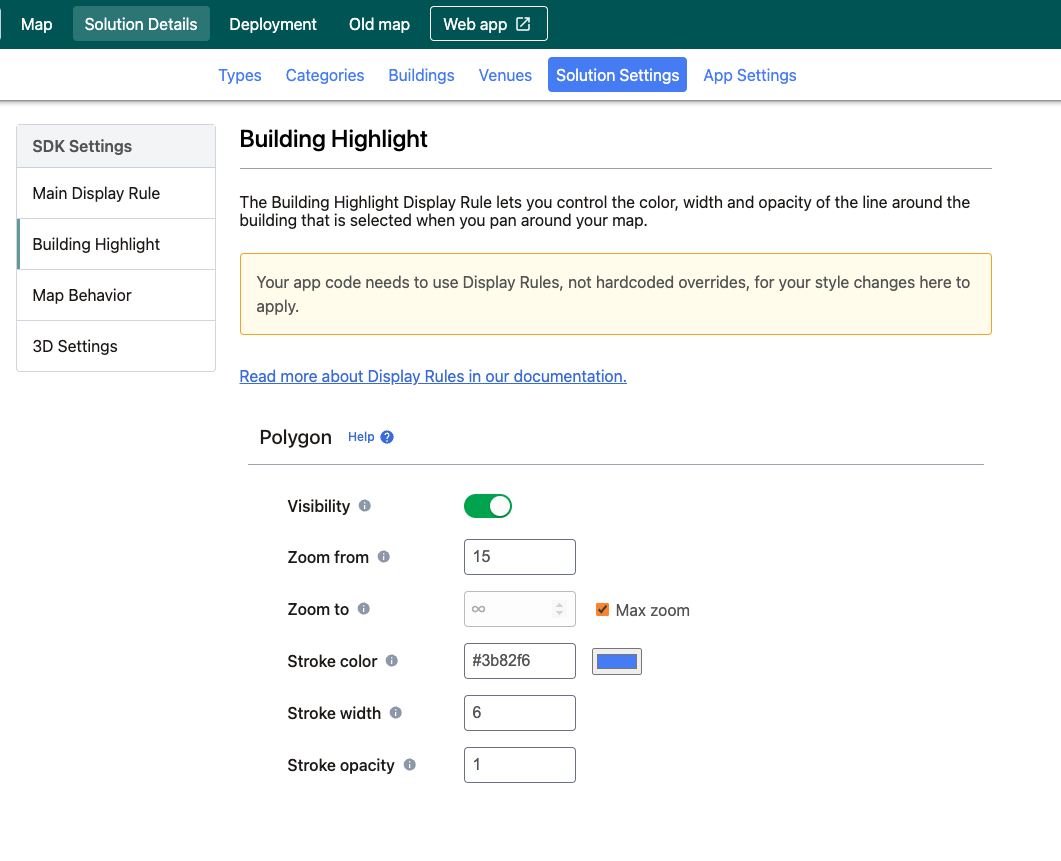 Map Solution Details Deployment Old map Web app
Types Categories Buildings Venues Solution Settings App Settings
SDK Settings
Main Display Rule
Building Highlight
Map Behavior
3D Settings
Building Highlight
The Building Highlight Display Rule lets you control the color, width and opacity of the line around the
building that is selected when you pan around your map.
Your app code needs to use Display Rules, not hardcoded overrides, for your style changes here to
apply.
Read more about Display Rules in our documentation.
Polygon Help ?
Visibility i
Zoom from i 15
Zoom to i ∞ Max zoom
Stroke color i #3b82f6
Stroke width i 6
Stroke opacity i 1